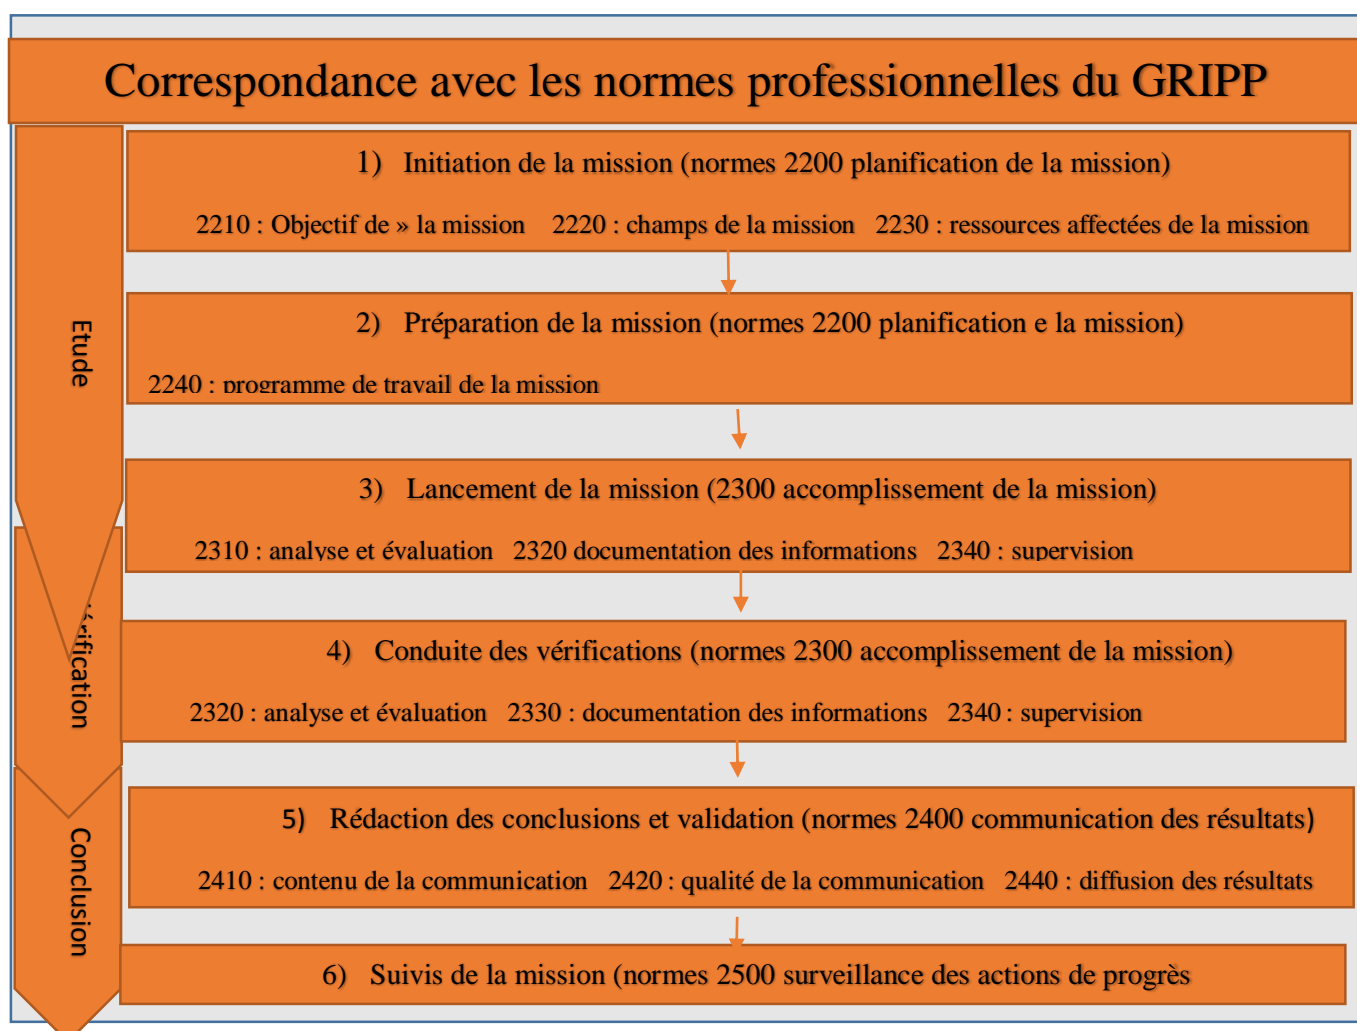 Correspondance avec les normes professionnelles du GRIPP
1) Initiation de la mission (normes 2200 planification de la mission)
2210 : Objectif de » la mission 2220 : champs de la mission 2230 : ressources affectées de la mission
Etude
2) Préparation de la mission (normes 2200 planification e la mission)
2240 : programme de travail de la mission
3) Lancement de la mission (2300 accomplissement de la mission)
2310 : analyse et évaluation 2320 documentation des informations 2340 : supervision
érification
4) Conduite des vérifications (normes 2300 accomplissement de la mission)
2320 : analyse et évaluation 2330 : documentation des informations 2340 : supervision
Conclusion
5) Rédaction des conclusions et validation (normes 2400 communication des résultats)
2410 : contenu de la communication 2420 : qualité de la communication 2440 : diffusion des résultats
6) Suivis de la mission (normes 2500 surveillance des actions de progrès